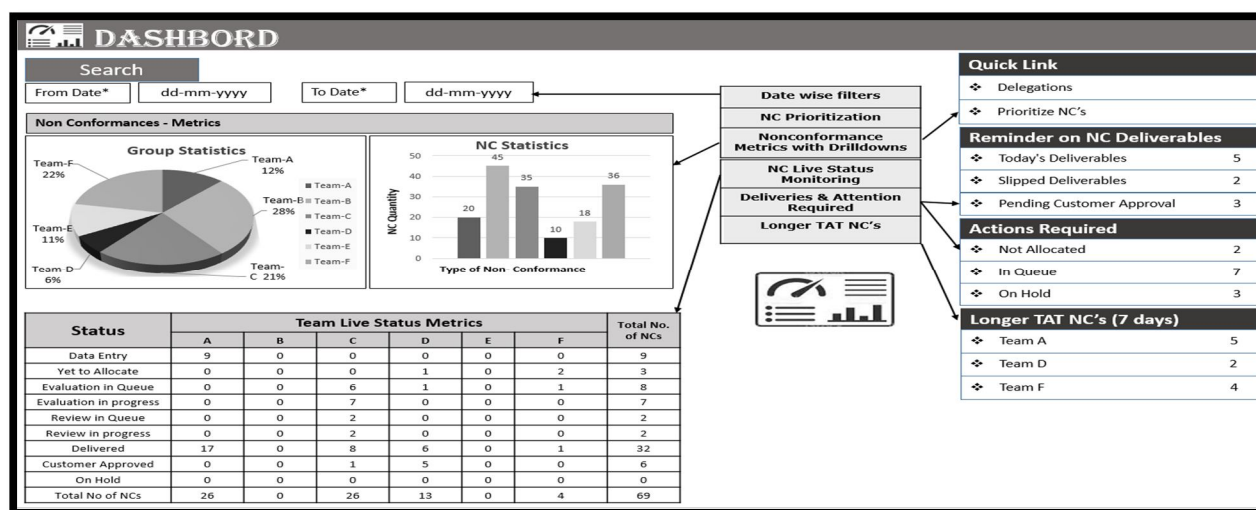 DASHBORD
Search
From Date*
dd-mm-yyyy
To Date*
dd-mm-yyyy
Non Conformances - Metrics
Group Statistics
Team-A
12%
Team-B
28%
Team-
C 21%
Team-D
6%
Team-E
11%
Team-F
22%
Team-A
Team-B
Team-C
Team-D
Team-E
Team-F
NC Statistics
NC Quantity
50
40
30
20
10
0
20
45
35
10
18
36
Type of Non-Conformance
Date wise filters
NC Prioritization
Nonconformance
Metrics with Drilldowns
NC Live Status
Monitoring
Deliveries & Attention
Required
Longer TAT NC's
Quick Link
Delegations
Prioritize NC's
Reminder on NC Deliverables
Today's Deliverables 5
Slipped Deliverables 2
Pending Customer Approval 3
Actions Required
Not Allocated 2
In Queue 7
On Hold 3
Longer TAT NC's (7 days)
Team A 5
Team D 2
Team F 4
Status Team Live Status Metrics Total No.
of NCs
A B C D E F
Data Entry 9 0 0 0 0 0 9
Yet to Allocate 0 0 0 1 0 2 3
Evaluation in Queue 0 0 6 1 0 1 8
Evaluation in progress 0 0 7 0 0 0 7
Review in Queue 0 0 2 0 0 0 2
Review in progress 0 0 2 0 0 0 2
Delivered 17 0 8 6 0 1 32
Customer Approved 0 0 1 5 0 0 6
On Hold 0 0 0 0 0 0 0
Total No of NCs 26 0 26 13 0 4 69